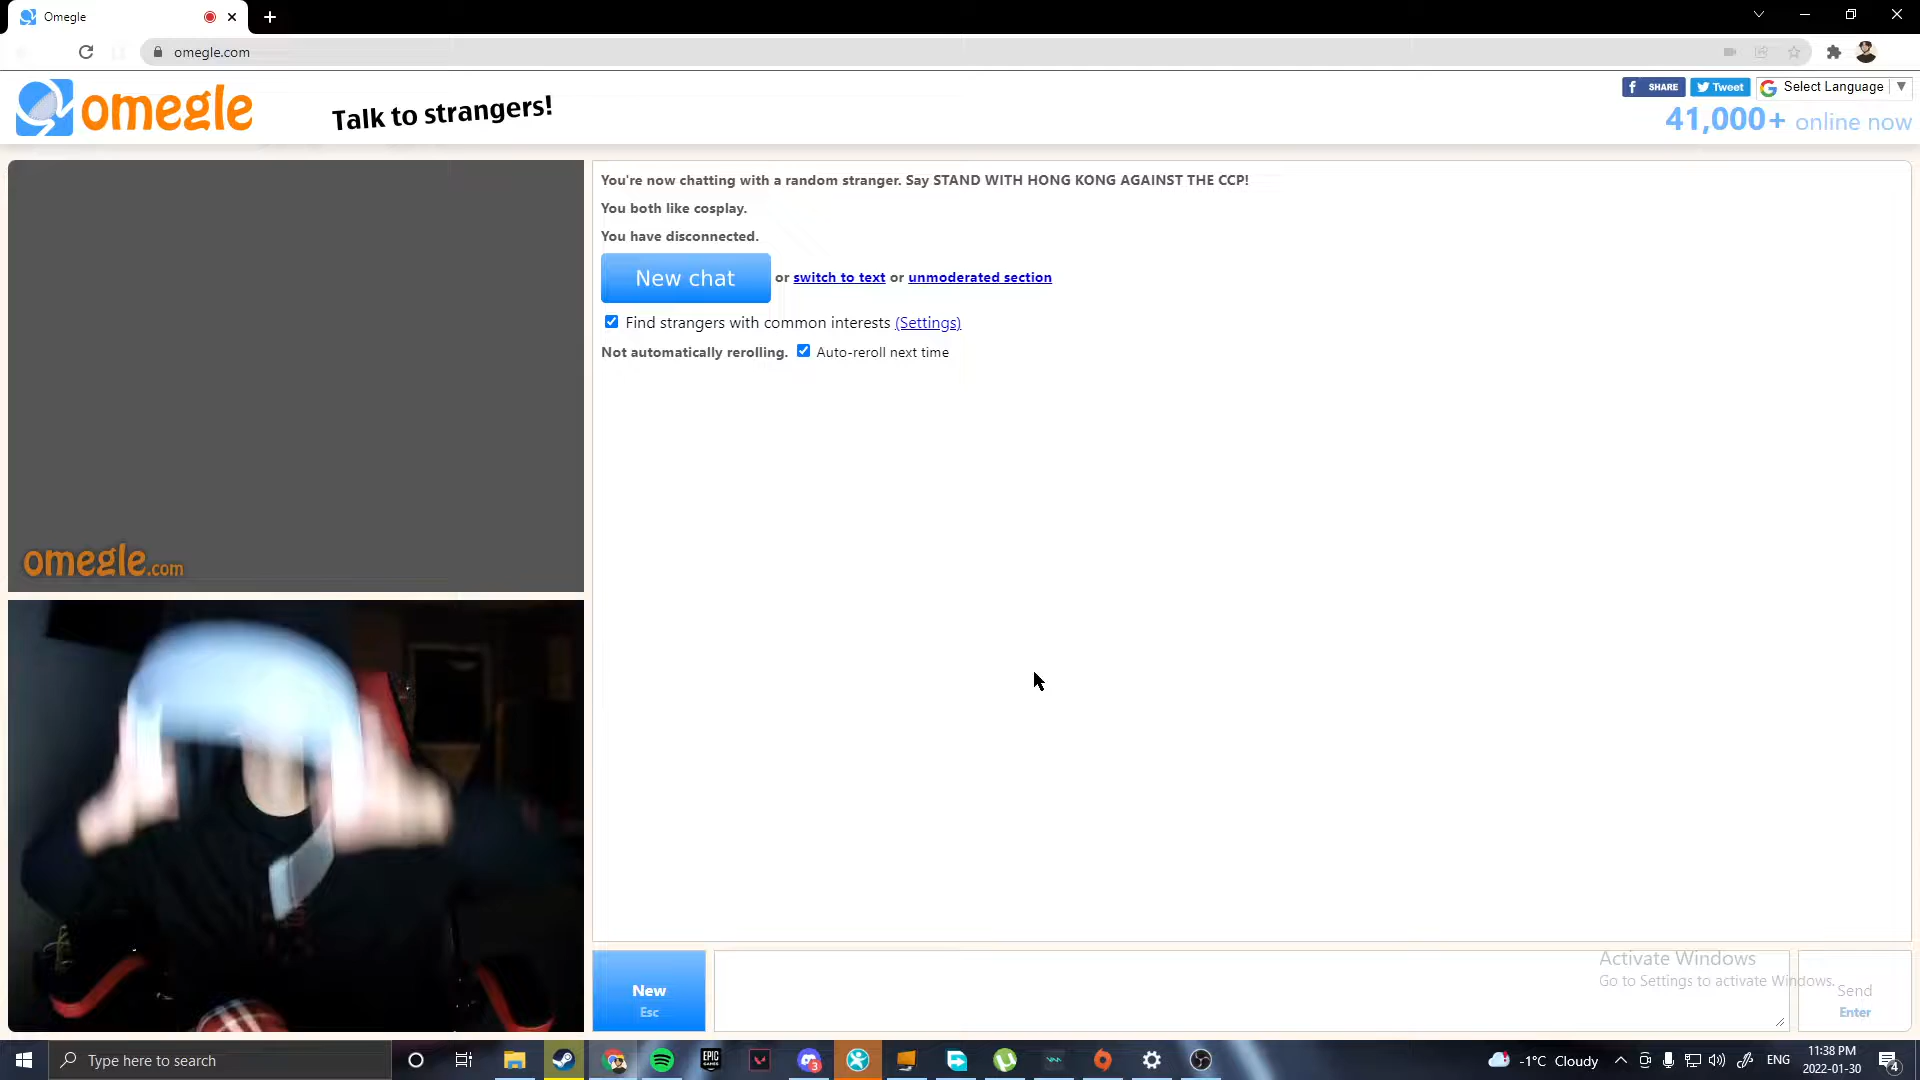 Omegle
omegle.com
omegle
Talk to strangers!
SHARE
Tweet
Select Language
41,000+ online now
You're now chatting with a random stranger. Say STAND WITH HONG KONG AGAINST THE CCP!
You both like cosplay.
You have disconnected.
New chat or switch to text or unmoderated section
Find strangers with common interests (Settings)
Not automatically rerolling. Auto-reroll next time
omegle.com
New
Esc
Activate Windows
Go to Settings to activate Windows.
Send
Enter
Type here to search
EPIC GAMES
3
-1°C Cloudy
ENG
11:38 PM
2022-01-30
4